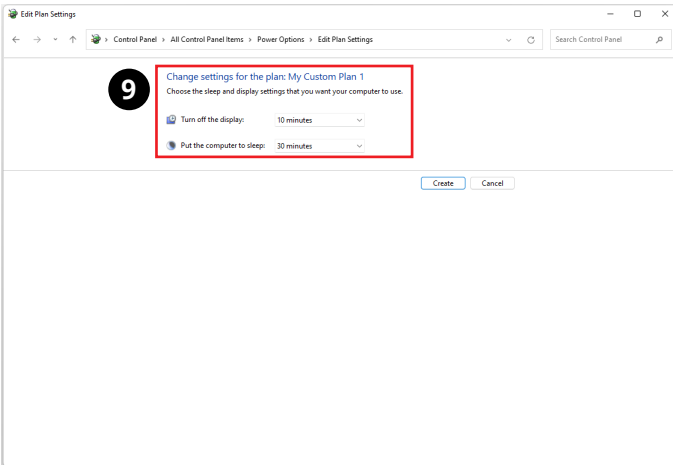 Edit Plan Settings
Control Panel > All Control Panel Items > Power Options > Edit Plan Settings
Search Control Panel
9
Change settings for the plan: My Custom Plan 1
Choose the sleep and display settings that you want your computer to use.
Turn off the display: 10 minutes
Put the computer to sleep: 30 minutes
Create Cancel